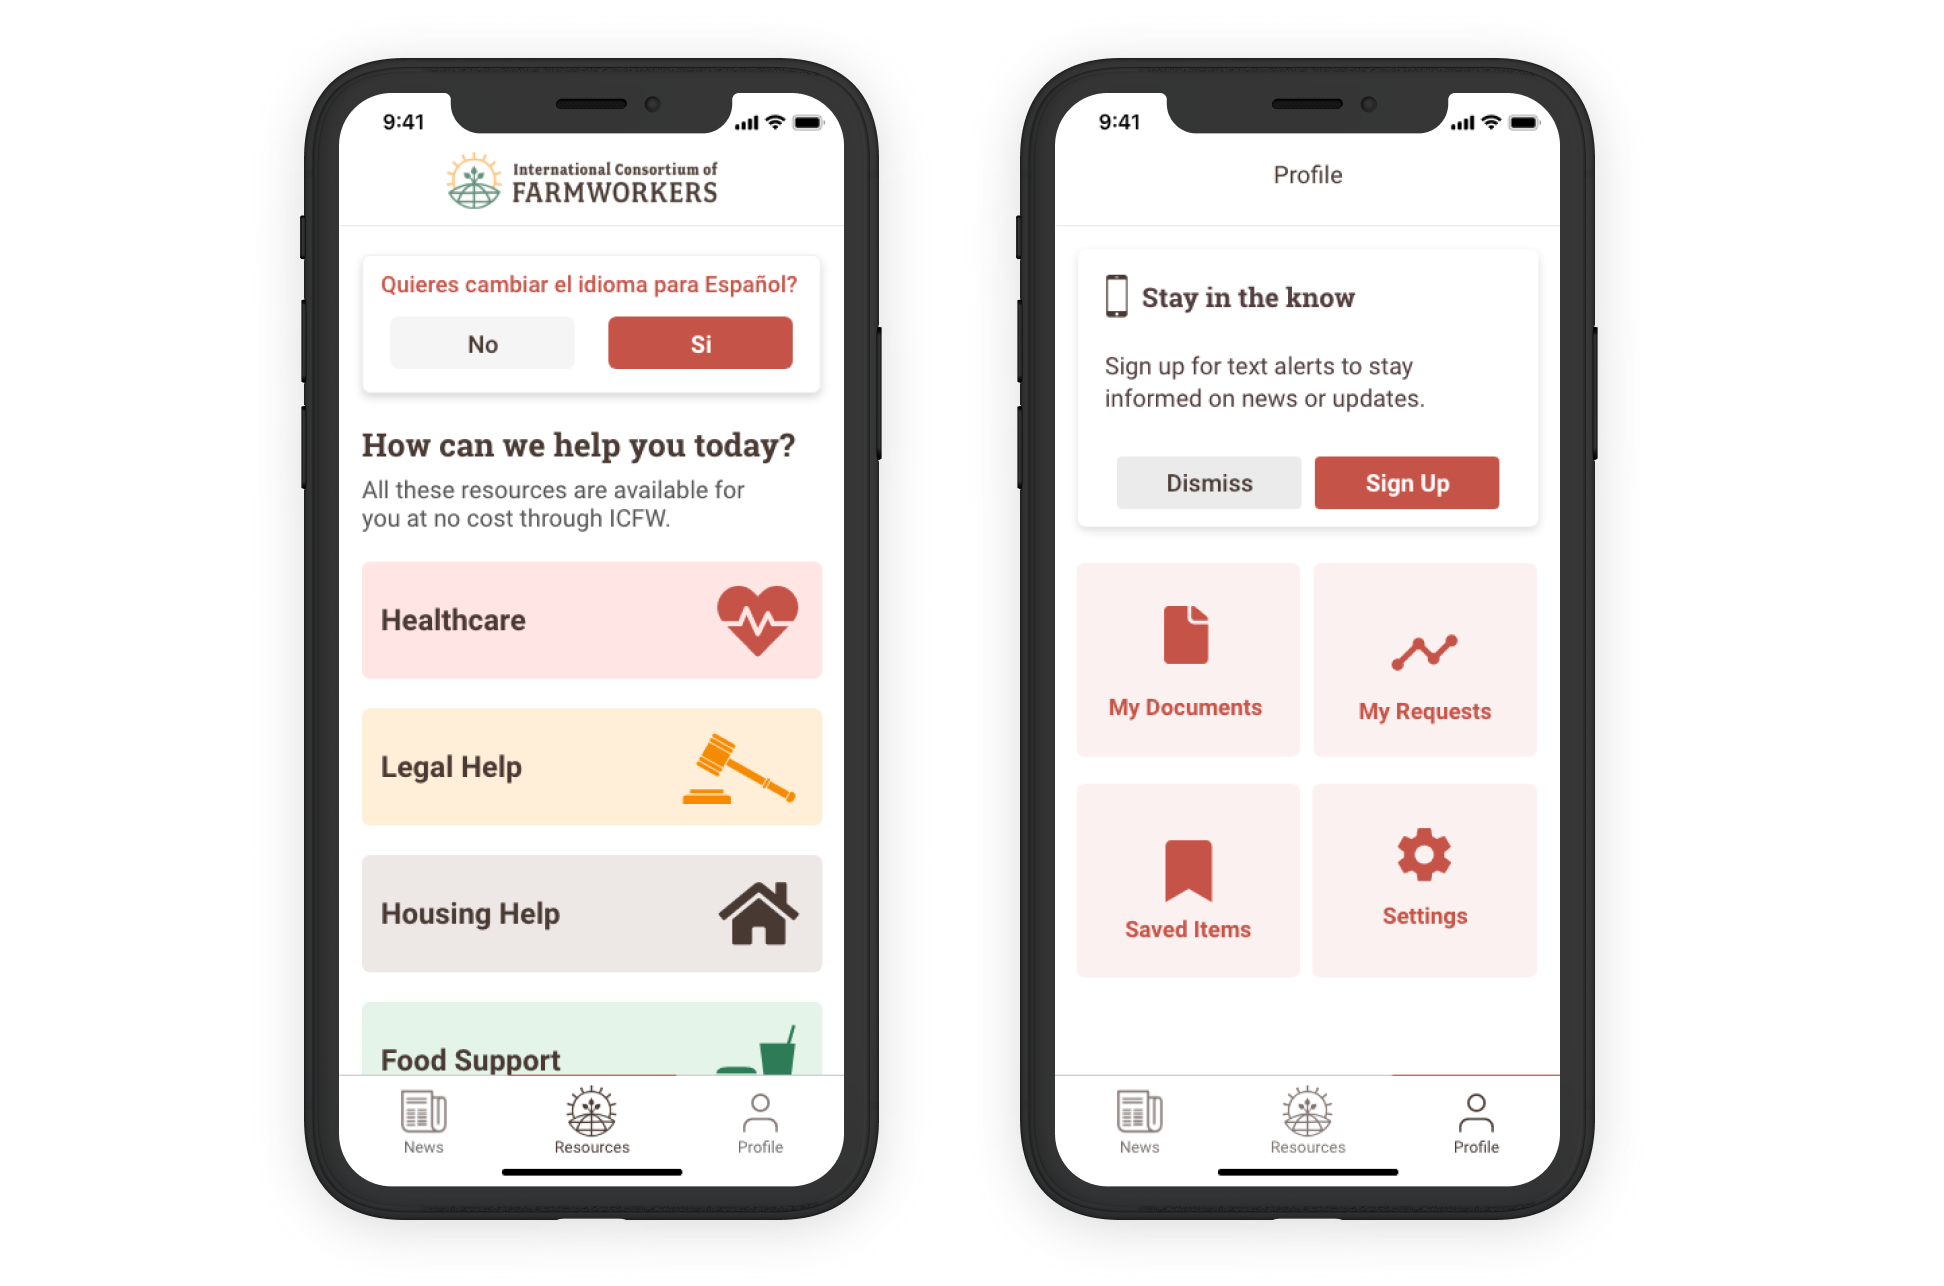 9:41
International Consortium of
FARMWORKERS
Quieres cambiar el idioma para Español?
No
Si
How can we help you today?
All these resources are available for
you at no cost through ICFW.
Healthcare
Legal Help
Housing Help
Food Support
News
Resources
Profile
9:41
Profile
Stay in the know
Sign up for text alerts to stay
informed on news or updates.
Dismiss
Sign Up
My Documents
My Requests
Saved Items
Settings
News
Resources
Profile